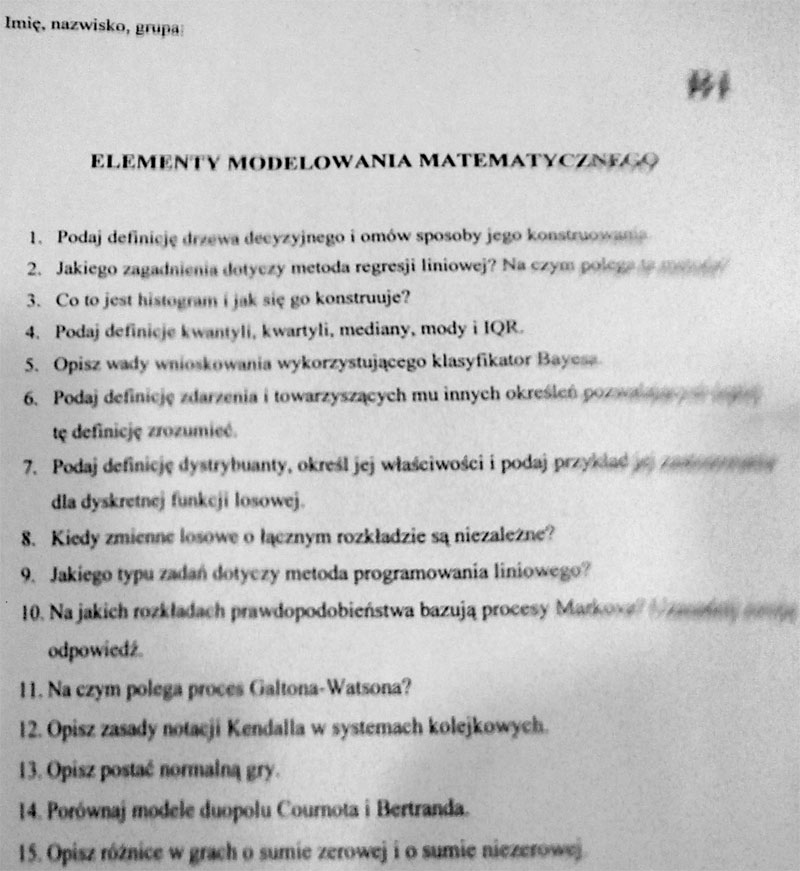 Imię, nazwisko, grupa:
ELEMENTY MODELOWANIA MATEMATYCZNEGO
1. Podaj definicję drzewa decyzyjnego i omów sposoby jego konstruowania.
2. Jakiego zagadnienia dotyczy metoda regresji liniowej? Na czym polega ta metoda?
3. Co to jest histogram i jak się go konstruuje?
4. Podaj definicje kwantyli, kwartyli, mediany, mody i IQR.
5. Opisz wady wnioskowania wykorzystującego klasyfikator Bayesa.
6. Podaj definicję zdarzenia i towarzyszących mu innych określeń
tę definicję zrozumieć.
7. Podaj definicję dystrybuanty, określ jej właściwości i podaj przykład jej
dla dyskretnej funkcji losowej.
8. Kiedy zmienne losowe o łącznym rozkładzie są niezależne?
9. Jakiego typu zadań dotyczy metoda programowania liniowego?
10. Na jakich rozkładach prawdopodobieństwa bazują procesy Markova?
odpowiedź.
11. Na czym polega proces Galtona-Watsona?
12. Opisz zasady notacji Kendalla w systemach kolejkowych.
13. Opisz postać normalną gry.
14. Porównaj modele duopolu Cournota i Bertranda.
15. Opisz różnice w grach o sumie zerowej i o sumie niezerowej.